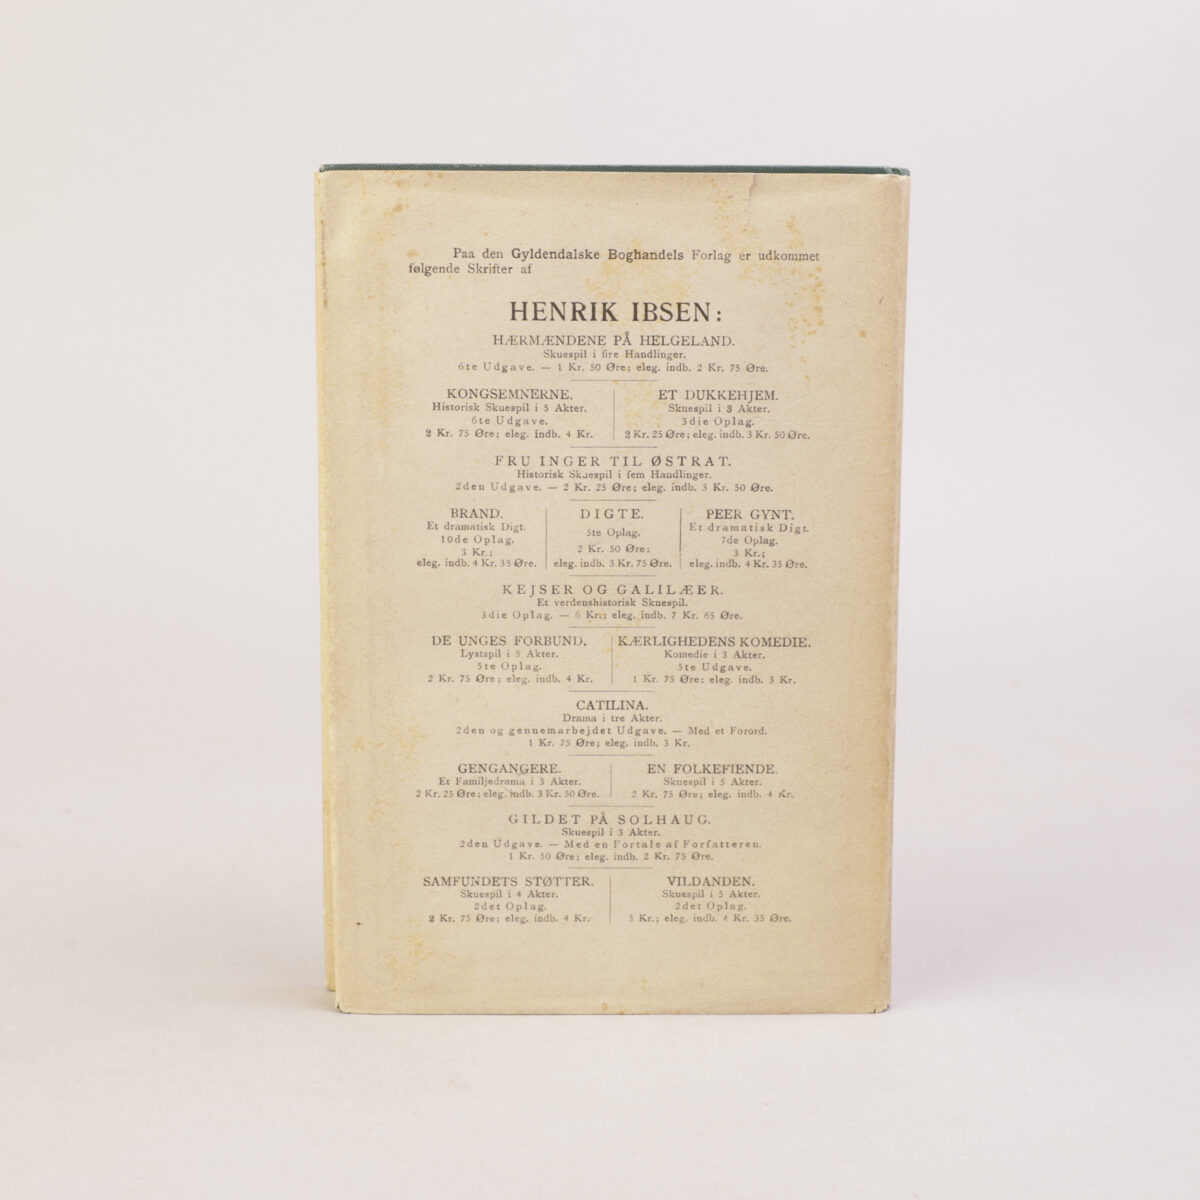 Paa den Gyldendalske Boghandels Forlag er udkommet
følgende Skrifter af
HENRIK IBSEN:
HÆRMÆNDENE PÅ HELGELAND.
Skuespil i fire Handlinger.
6te Udgave. — 1 Kr. 50 Øre; eleg. indb. 2 Kr. 75 Øre.
KONGSEMNERNE.
Historisk Skuespil i 5 Akter.
6te Udgave.
2 Kr. 75 Øre; eleg. indb. 4 Kr.
ET DUKKEHJEM.
Skuespil i 3 Akter.
3die Oplag.
2 Kr. 25 Øre; eleg. indb. 3 Kr. 50 Øre.
FRU INGER TIL ØSTRAT.
Historisk Skuespil i fem Handlinger.
2den Udgave. — 2 Kr. 25 Øre; eleg. indb. 3 Kr. 50 Øre.
BRAND.
Et dramatisk Digt.
10de Oplag.
3 Kr.;
eleg. indb. 4 Kr. 35 Øre.
DIGTE.
5te Oplag.
2 Kr. 50 Øre;
eleg. indb. 3 Kr. 75 Øre.
PEER GYNT.
Et dramatisk Digt.
7de Oplag.
3 Kr.;
eleg. indb. 4 Kr. 35 Øre.
KEJSER OG GALILÆER.
Et verdenshistorisk Skuespil.
3die Oplag. — 6 Kr.; eleg. indb. 7 Kr. 65 Øre.
DE UNGES FORBUND.
Lystspil i 5 Akter.
5te Oplag.
2 Kr. 75 Øre; eleg. indb. 4 Kr.
KÆRLIGHEDENS KOMEDIE.
Komedie i 3 Akter.
5te Udgave.
1 Kr. 75 Øre; eleg. indb. 3 Kr.
CATILINA.
Drama i tre Akter.
2den og gennemarbejdet Udgave. — Med et Forord.
1 Kr. 75 Øre; eleg. indb. 3 Kr.
GENGANGERE.
Et Familjedrama i 3 Akter.
2 Kr. 25 Øre; eleg. indb. 3 Kr. 50 Øre.
EN FOLKEFIENDE.
Skuespil i 5 Akter.
2 Kr. 75 Øre; eleg. indb. 4 Kr.
GILDET PÅ SOLHAUG.
Skuespil i 3 Akter.
2den Udgave. — Med en Fortale af Forfatteren.
1 Kr. 50 Øre; eleg. indb. 2 Kr. 75 Øre.
SAMFUNDETS STØTTER.
Skuespil i 4 Akter.
2det Oplag.
2 Kr. 75 Øre; eleg. indb. 4 Kr.
VILDANDEN.
Skuespil i 5 Akter.
2det Oplag.
3 Kr.; eleg. indb. 4 Kr. 35 Øre.